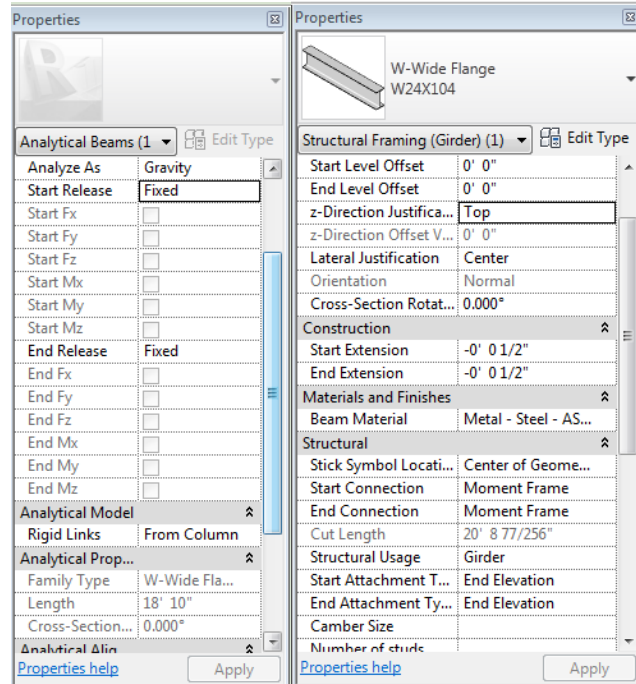 Properties
Analytical Beams (1
Edit Type
Analyze As Gravity
Start Release Fixed
Start Fx
Start Fy
Start Fz
Start Mx
Start My
Start Mz
End Release Fixed
End Fx
End Fy
End Fz
End Mx
End My
End Mz
Analytical Model
Rigid Links From Column
Analytical Prop...
Family Type W-Wide Fla...
Length 18' 10"
Cross-Section... 0.000°
Analytical Alig
Properties help
Apply
Properties
W-Wide Flange
W24X104
Structural Framing (Girder) (1)
Edit Type
Start Level Offset 0' 0"
End Level Offset 0' 0"
z-Direction Justifica... Top
z-Direction Offset V... 0' 0"
Lateral Justification Center
Orientation Normal
Cross-Section Rotat... 0.000°
Construction
Start Extension -0' 0 1/2"
End Extension -0' 0 1/2"
Materials and Finishes
Beam Material Metal - Steel - AS...
Structural
Stick Symbol Locati... Center of Geome...
Start Connection Moment Frame
End Connection Moment Frame
Cut Length 20' 8 77/256"
Structural Usage Girder
Start Attachment T... End Elevation
End Attachment Ty... End Elevation
Camber Size
Number of studs
Properties help
Apply